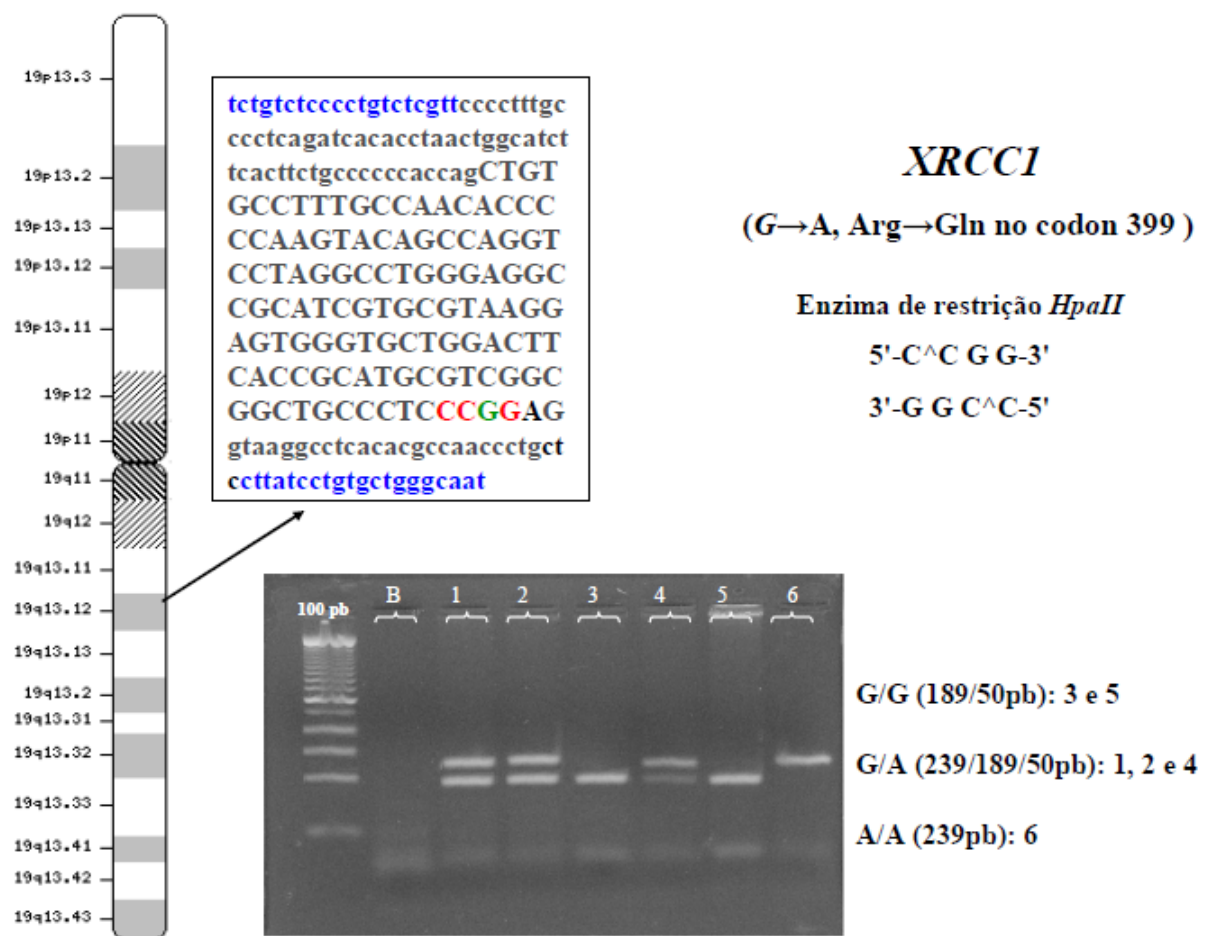 19p13.3
19p13.2
19p13.13
19p13.12
19p13.11
19p12
19p11
19q11
19q12
19q13.11
19q13.12
19q13.13
19q13.2
19q13.31
19q13.32
19q13.33
19q13.41
19q13.42
19q13.43
tctgtctcccctgtctcgttcccctttgc
ccctcagatcacacctaactggcatct
tcacttctgccccccaccagCTGT
GCCTTTGCCAACACCC
CCAAGTACAGCCAGGT
CCTAGGCCTGGGAGGC
CGCATCGTGCGTAAGG
AGTGGGTGCTGGACTT
CACCGCATGCGTCGGC
GGCTGCCCTCCCGGAG
gtaaggcctcacacgccaaccctgct
ccttatcctgtgctgggcaat
XRCC1
(G→A, Arg→Gln no codon 399 )
Enzima de restrição HpaII
5'-C^C G G-3'
3'-G G C^C-5'
100 pb B 1 2 3 4 5 6
G/G (189/50pb): 3 e 5
G/A (239/189/50pb): 1, 2 e 4
A/A (239pb): 6